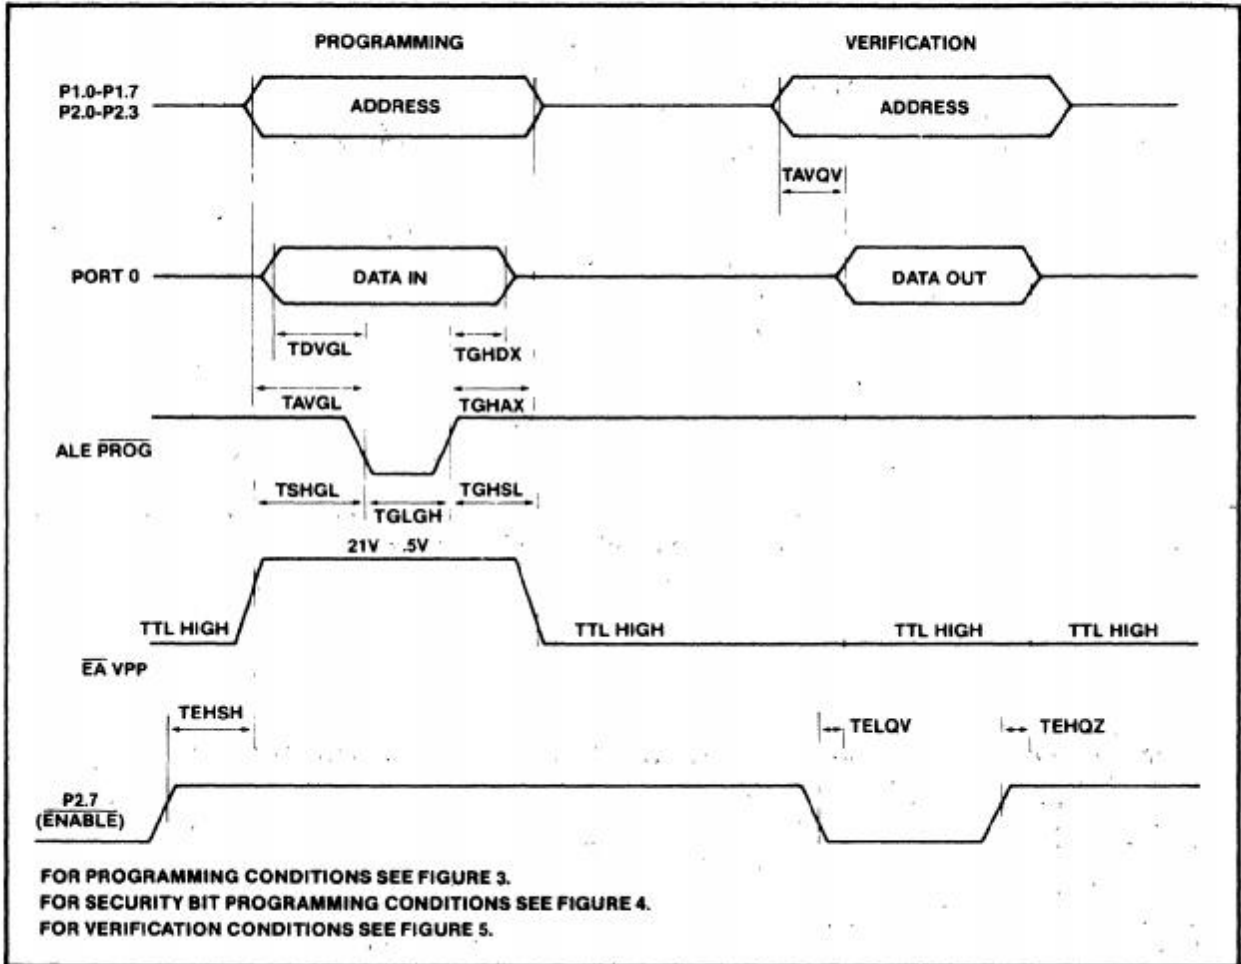 PROGRAMMING
VERIFICATION
P1.0-P1.7
P2.0-P2.3
ADDRESS
ADDRESS
TAVQV
PORT 0
DATA IN
DATA OUT
TDVGL
TGHDX
TAVGL
TGHAX
ALE PROG
TSHGL
TGHSL
TGLGH
21V .5V
TTL HIGH
TTL HIGH
TTL HIGH
TTL HIGH
EA VPP
TEHSH
TELQV
TEHQZ
P2.7
(ENABLE)
FOR PROGRAMMING CONDITIONS SEE FIGURE 3.
FOR SECURITY BIT PROGRAMMING CONDITIONS SEE FIGURE 4.
FOR VERIFICATION CONDITIONS SEE FIGURE 5.